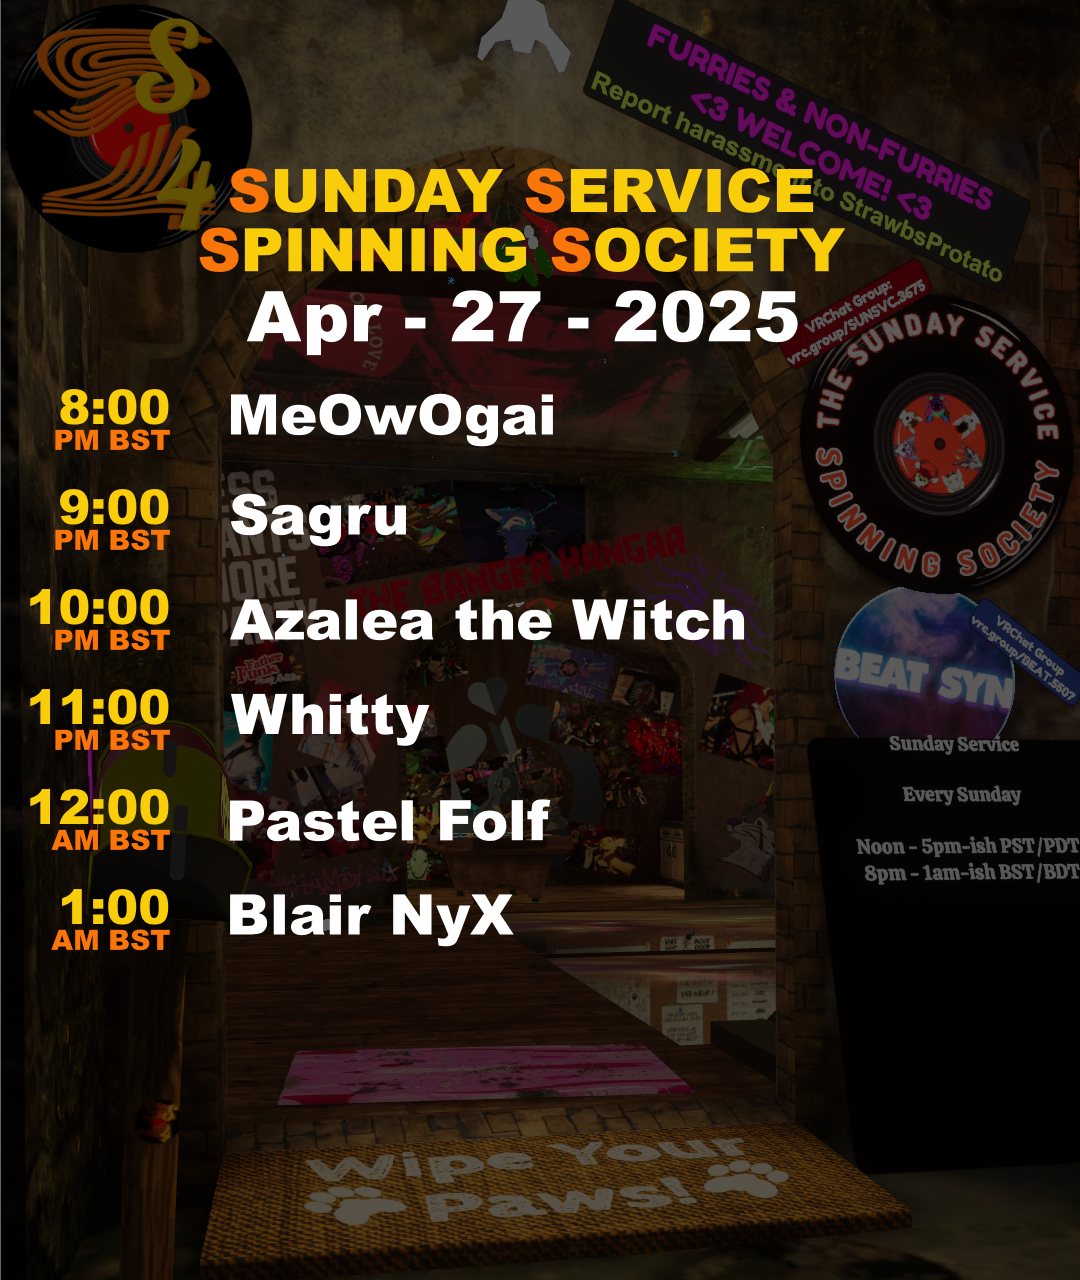 S
4
FURRIES & NON-FURRIES
<3 WELCOME! <3
Report harassment to StrawbsProtato
SUNDAY SERVICE
SPINNING SOCIETY
Apr - 27 - 2025
VRChat Group:
vrc.group/SUNSVC.3675
THE SUNDAY SERVICE
SPINNING SOCIETY
8:00
PM BST
MeOwOgai
9:00
PM BST
Sagru
10:00
PM BST
Azalea the Witch
11:00
PM BST
Whitty
12:00
AM BST
Pastel Folf
1:00
AM BST
Blair NyX
LOVE
THE BANGER HANGAR
VRChat Group
vrc.group/BEAT.5507
BEAT SYN
Sunday Service
Every Sunday
Noon - 5pm-ish PST/PDT
8pm - 1am-ish BST/BDT
Wipe Your
Paws!